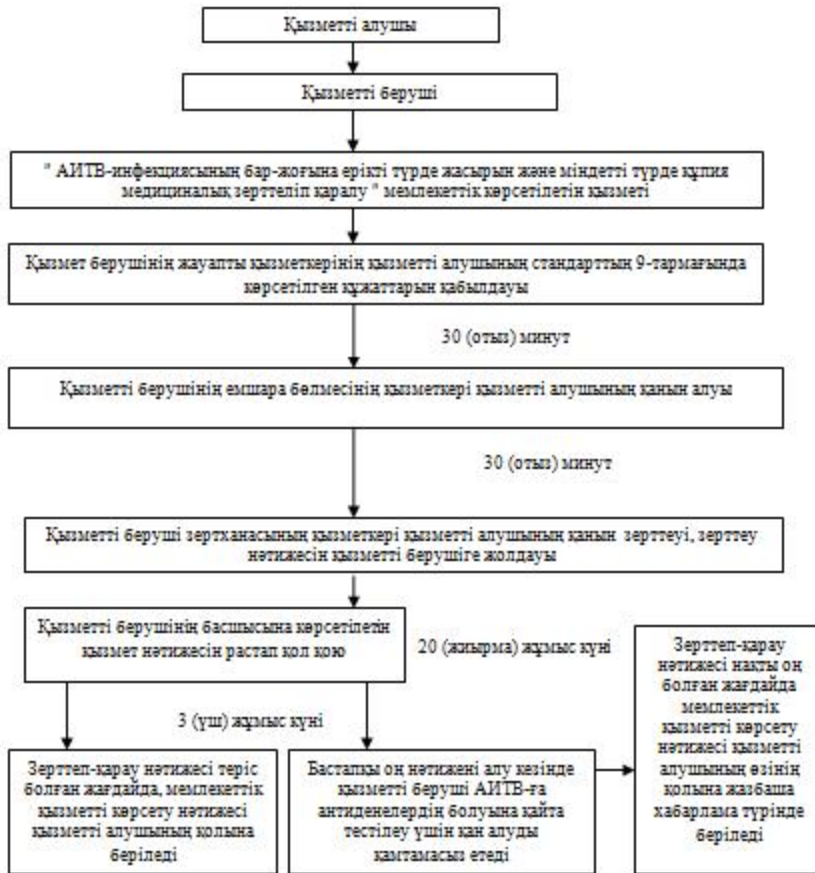 Қызметті алушы
Қызметті беруші
" АИТВ-инфекциясының бар-жоғына ерікті түрде жасырын және міндетті түрде құпия
медициналық зерттеліп қаралу " мемлекеттік көрсетілетін қызметі
Қызмет берушінің жауапты қызметкерінің қызметті алушының стандарттың 9-тармағында
көрсетілген құжаттарын қабылдауы
30 (отыз) минут
Қызметті берушінің емшара бөлмесінің қызметкері қызметті алушының қанын алуы
30 (отыз) минут
Қызметті беруші зертханасының қызметкері қызметті алушының қанын зерттеуі, зерттеу
нәтижесін қызметті берушіге жолдауы
Қызметті берушінің басшысына көрсетілетін
қызмет нәтижесін растап қол қою
20 (жиырма) жұмыс күні
3 (үш) жұмыс күні
Зерттеп-қарау нәтижесі теріс
болған жағдайда, мемлекеттік
қызметті көрсету нәтижесі
қызметті алушының қолына
беріледі
Бастапқы оң нәтижені алу кезінде
қызметті беруші АИТВ-ға
антиденелердің болуына қайта
тестілеу үшін қан алуды
қамтамасыз етеді
Зерттеп-қарау
нәтижесі нақты оң
болған жағдайда
мемлекеттік
қызметті көрсету
нәтижесі қызметті
алушының өзінің
қолына жазбаша
хабарлама түрінде
беріледі